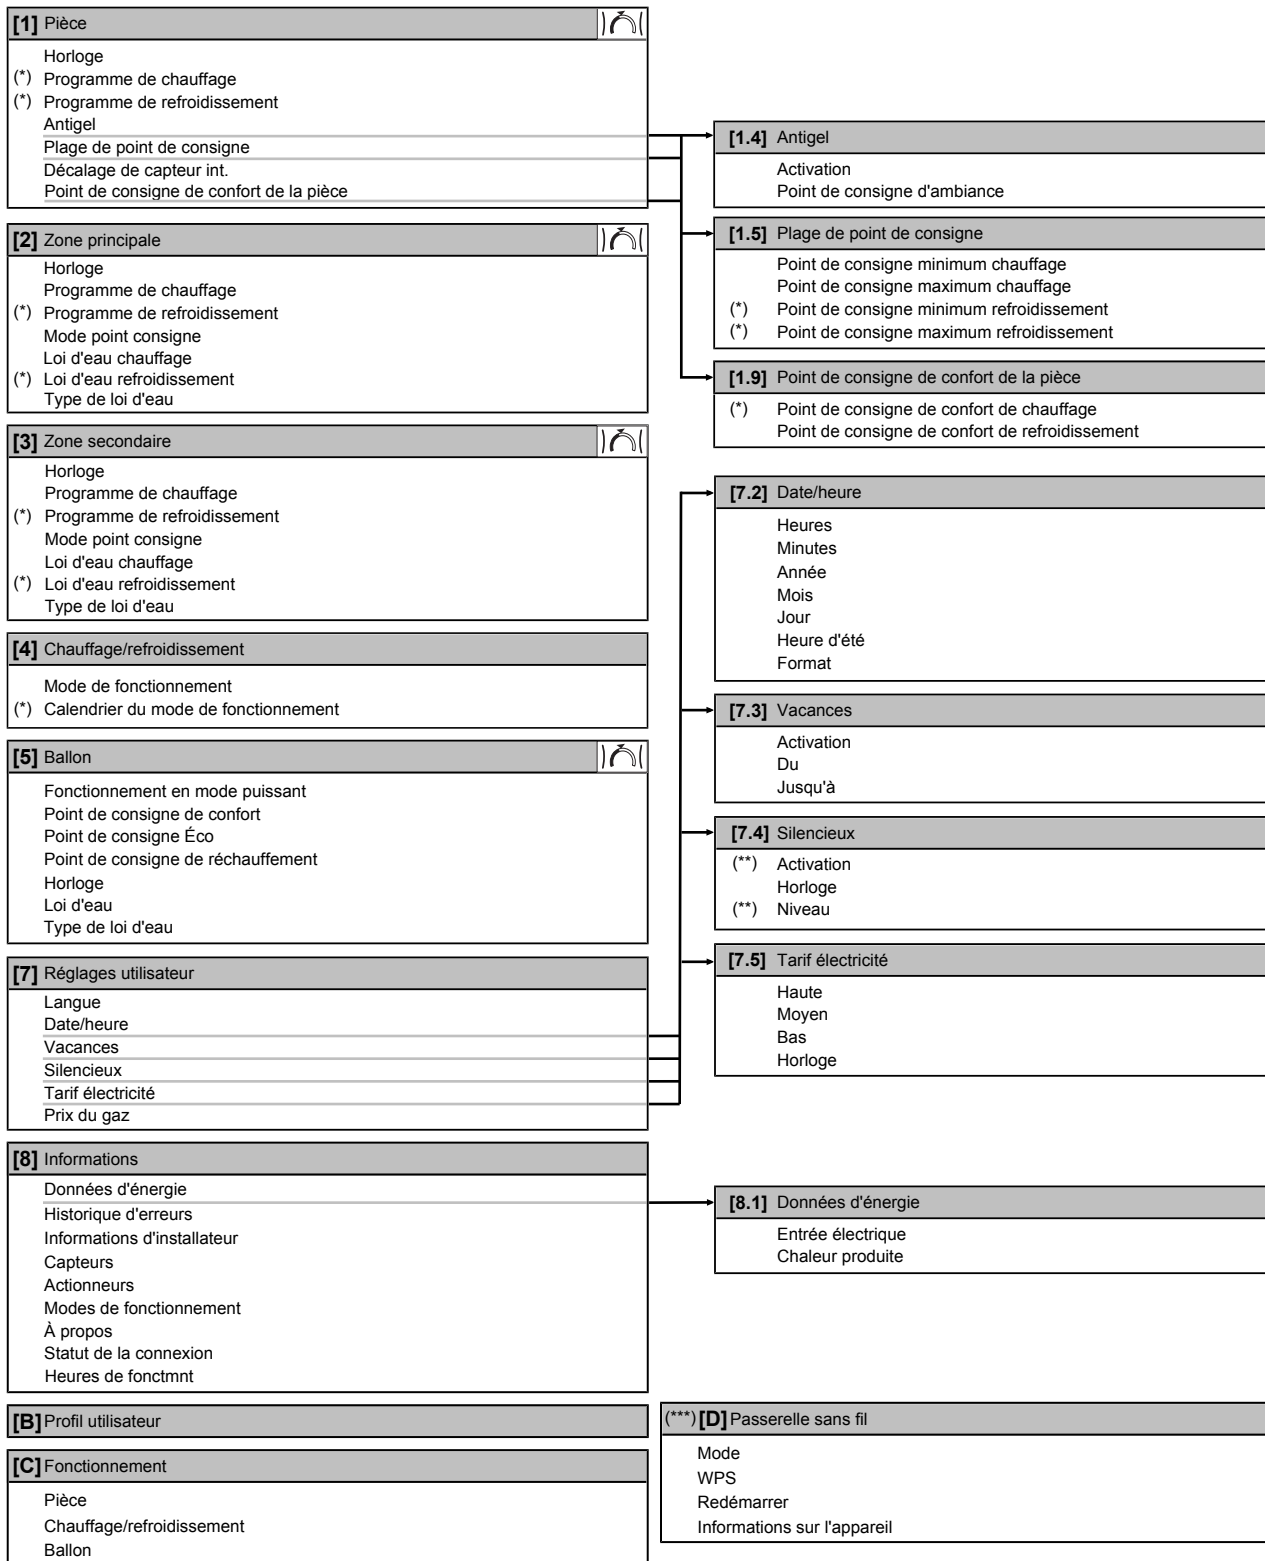 [1] Pièce
Horloge
(*) Programme de chauffage
(*) Programme de refroidissement
Antigel
Plage de point de consigne
Décalage de capteur int.
Point de consigne de confort de la pièce
[1.4] Antigel
Activation
Point de consigne d'ambiance
[1.5] Plage de point de consigne
Point de consigne minimum chauffage
Point de consigne maximum chauffage
(*) Point de consigne minimum refroidissement
(*) Point de consigne maximum refroidissement
[1.9] Point de consigne de confort de la pièce
(*) Point de consigne de confort de chauffage
Point de consigne de confort de refroidissement
[2] Zone principale
Horloge
Programme de chauffage
(*) Programme de refroidissement
Mode point consigne
Loi d'eau chauffage
(*) Loi d'eau refroidissement
Type de loi d'eau
[3] Zone secondaire
Horloge
Programme de chauffage
(*) Programme de refroidissement
Mode point consigne
Loi d'eau chauffage
(*) Loi d'eau refroidissement
Type de loi d'eau
[4] Chauffage/refroidissement
Mode de fonctionnement
(*) Calendrier du mode de fonctionnement
[5] Ballon
Fonctionnement en mode puissant
Point de consigne de confort
Point de consigne Éco
Point de consigne de réchauffement
Horloge
Loi d'eau
Type de loi d'eau
[7] Réglages utilisateur
Langue
Date/heure
Vacances
Silencieux
Tarif électricité
Prix du gaz
[7.2] Date/heure
Heures
Minutes
Année
Mois
Jour
Heure d'été
Format
[7.3] Vacances
Activation
Du
Jusqu'à
[7.4] Silencieux
(**) Activation
Horloge
(**) Niveau
[7.5] Tarif électricité
Haute
Moyen
Bas
Horloge
[8] Informations
Données d'énergie
Historique d'erreurs
Informations d'installateur
Capteurs
Actionneurs
Modes de fonctionnement
À propos
Statut de la connexion
Heures de fonctmnt
[8.1] Données d'énergie
Entrée électrique
Chaleur produite
[B] Profil utilisateur
[C] Fonctionnement
Pièce
Chauffage/refroidissement
Ballon
(***) [D] Passerelle sans fil
Mode
WPS
Redémarrer
Informations sur l'appareil